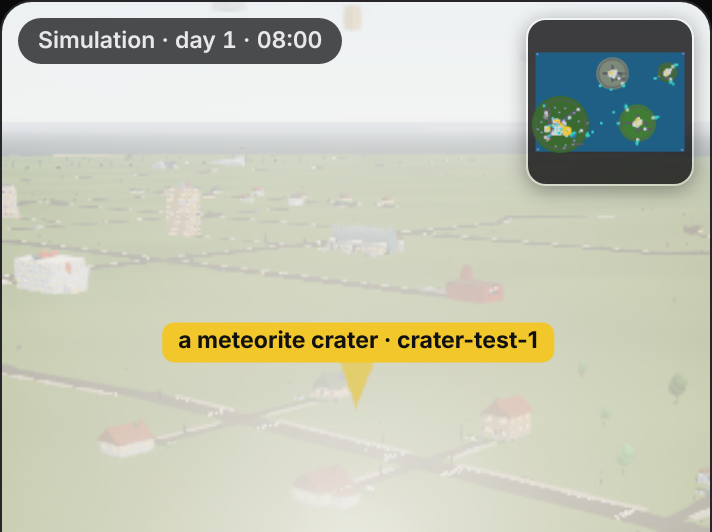 Simulation · day 1 · 08:00
a meteorite crater · crater-test-1